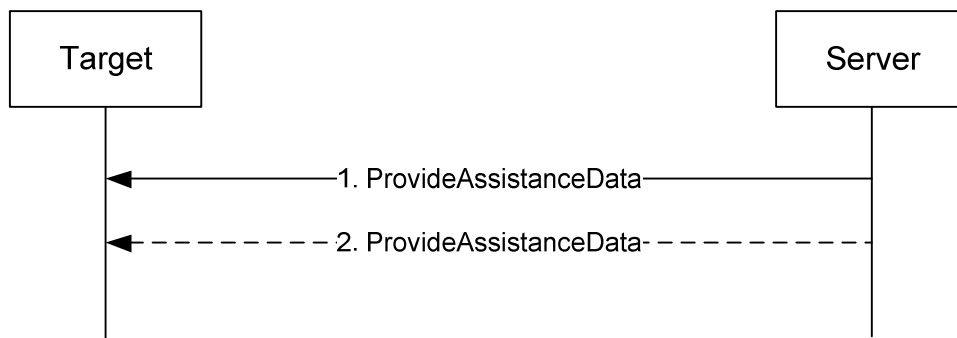 Target
Server
1. ProvideAssistanceData
2. ProvideAssistanceData